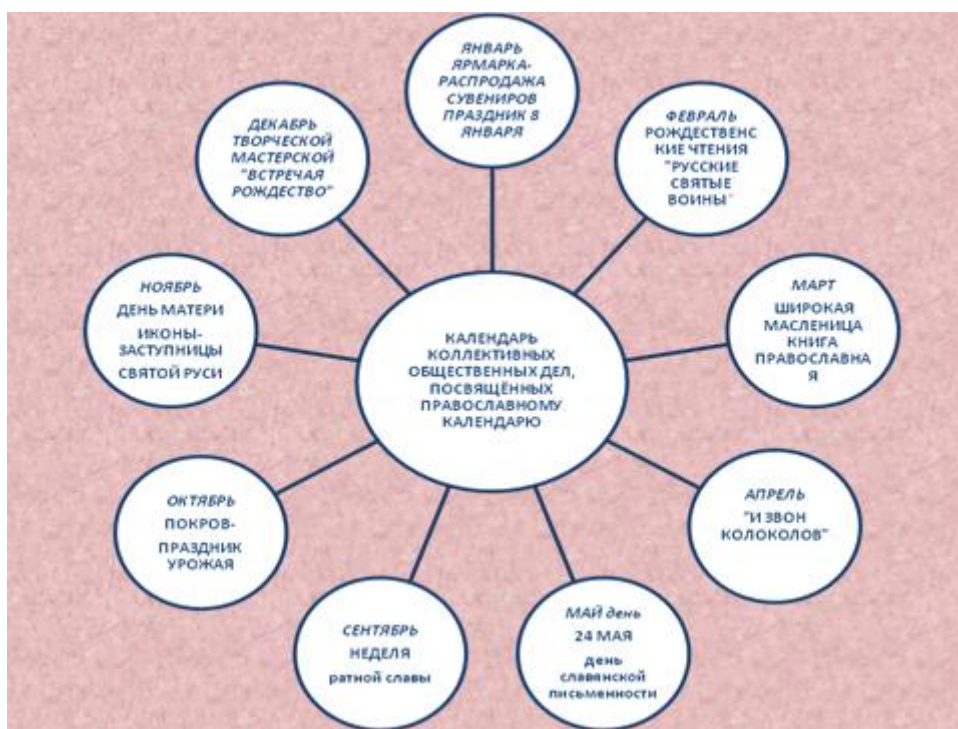 ЯНВАРЬ
ЯРМАРКА-
РАСПРОДАЖА
СУВЕНИРОВ
ПРАЗДНИК 8
ЯНВАРЯ
ФЕВРАЛЬ
РОЖДЕСТВЕНС
КИЕ ЧТЕНИЯ
"РУССКИЕ
СВЯТЫЕ
ВОИНЫ"
МАРТ
ШИРОКАЯ
МАСЛЕНИЦА
КНИГА
ПРАВОСЛАВНА
Я
АПРЕЛЬ
"И ЗВОН
КОЛОКОЛОВ"
МАЙ день
24 МАЯ
день
славянской
письменности
СЕНТЯБРЬ
НЕДЕЛЯ
ратной славы
ОКТЯБРЬ
ПОКРОВ-
ПРАЗДНИК
УРОЖАЯ
НОЯБРЬ
ДЕНЬ МАТЕРИ
ИКОНЫ-
ЗАСТУПНИЦЫ
СВЯТОЙ РУСИ
ДЕКАБРЬ
ТВОРЧЕСКОЙ
МАСТЕРСКОЙ
"ВСТРЕЧАЯ
РОЖДЕСТВО"
КАЛЕНДАРЬ
КОЛЛЕКТИВНЫХ
ОБЩЕСТВЕННЫХ ДЕЛ,
ПОСВЯЩЁННЫХ
ПРАВОСЛАВНОМУ
КАЛЕНДАРЮ